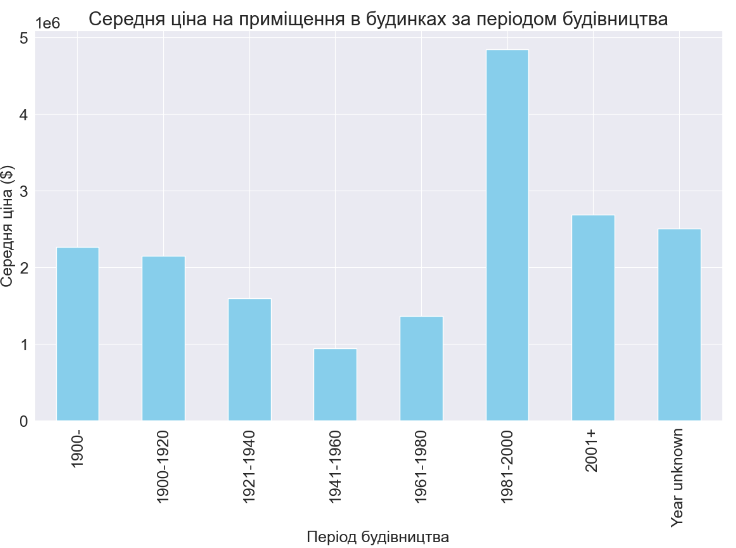 Середня ціна на приміщення в будинках за періодом будівництва
1e6
5
4
3
2
1
0
Середня ціна ($)
1900-
1900-1920
1921-1940
1941-1960
1961-1980
1981-2000
2001+
Year unknown
Період будівництва